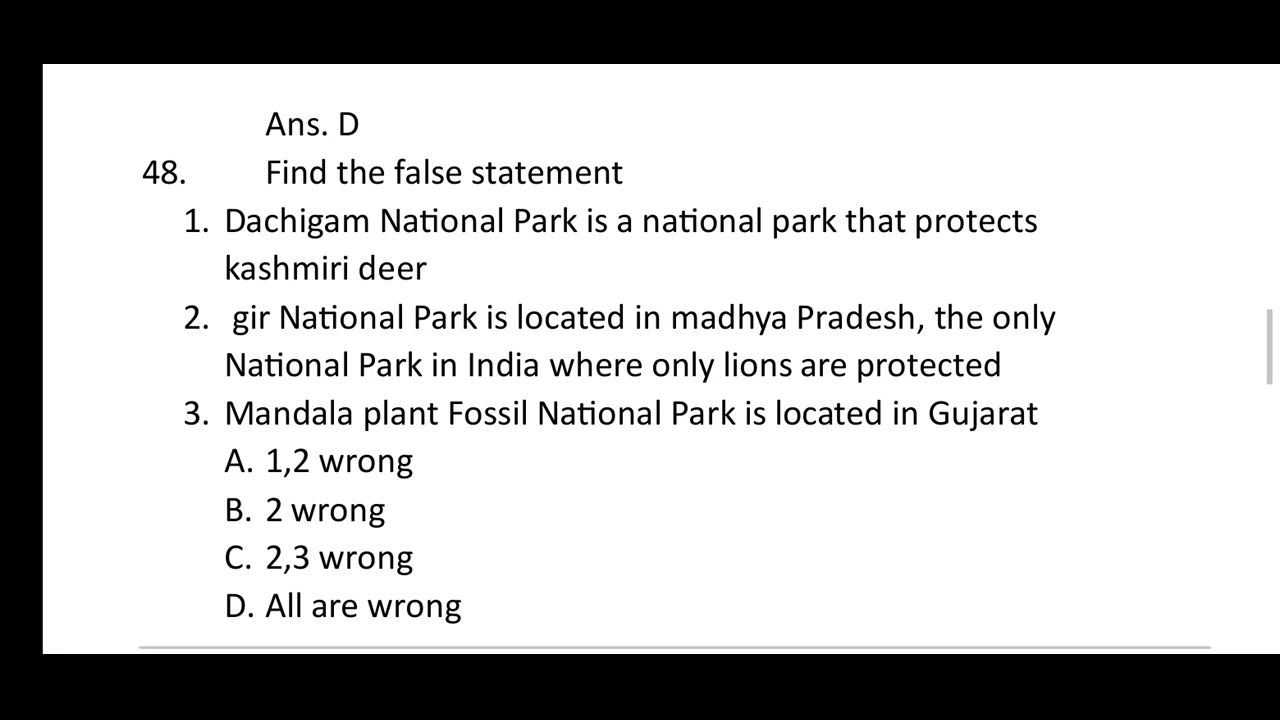 Ans. D
48. Find the false statement
1. Dachigam National Park is a national park that protects
kashmiri deer
2. gir National Park is located in madhya Pradesh, the only
National Park in India where only lions are protected
3. Mandala plant Fossil National Park is located in Gujarat
A. 1,2 wrong
B. 2 wrong
C. 2,3 wrong
D. All are wrong